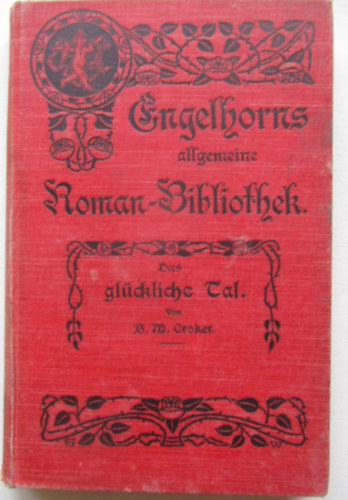 Engelhorns
allgemeine
Roman-Bibliothek.
Das
glückliche Tal.
Von
B. M. Croker.